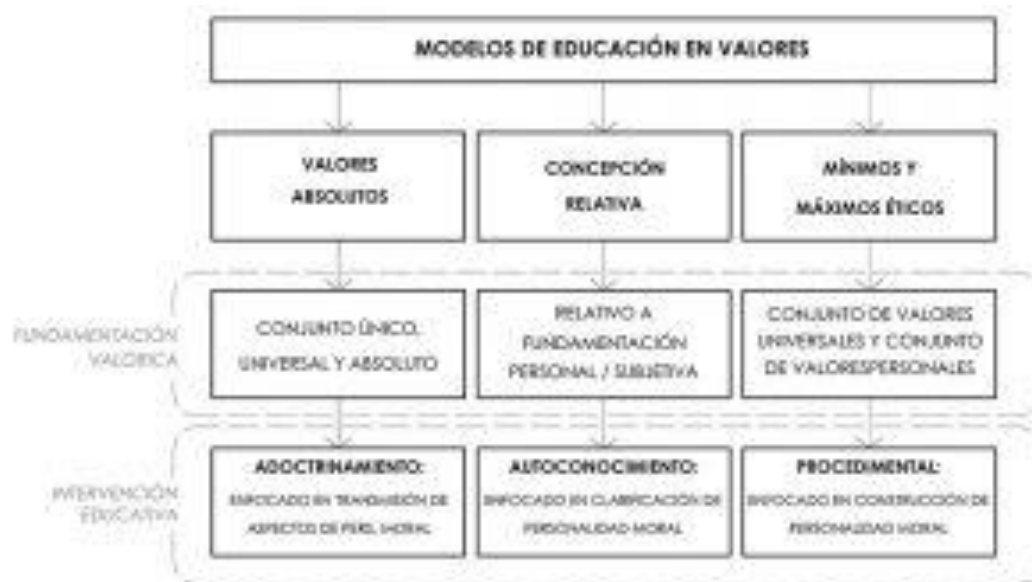 MODELOS DE EDUCACIÓN EN VALORES
VALORES
ABSOLUTOS
CONCEPCIÓN
RELATIVA
MÍNIMOS Y
MÁXIMOS ÉTICOS
FUNDAMENTACIÓN
VALORICA
CONJUNTO ÚNICO,
UNIVERSAL Y ABSOLUTO
RELATIVO A
FUNDAMENTACIÓN
PERSONAL / SUBJETIVA
CONJUNTO DE VALORES
UNIVERSALES Y CONJUNTO
DE VALORESPERSONALES
INTERVENCIÓN
EDUCATIVA
ADOCTRINAMIENTO:
ENFOCADO EN TRANSMISIÓN DE
ASPECTOS DE MORAL
AUTOCONOCIMIENTO:
ENFOCADO EN CLARIFICACIÓN DE
PERSONALIDAD MORAL
PROCEDIMENTAL:
ENFOCADO EN CONSTRUCCIÓN DE
PERSONALIDAD MORAL